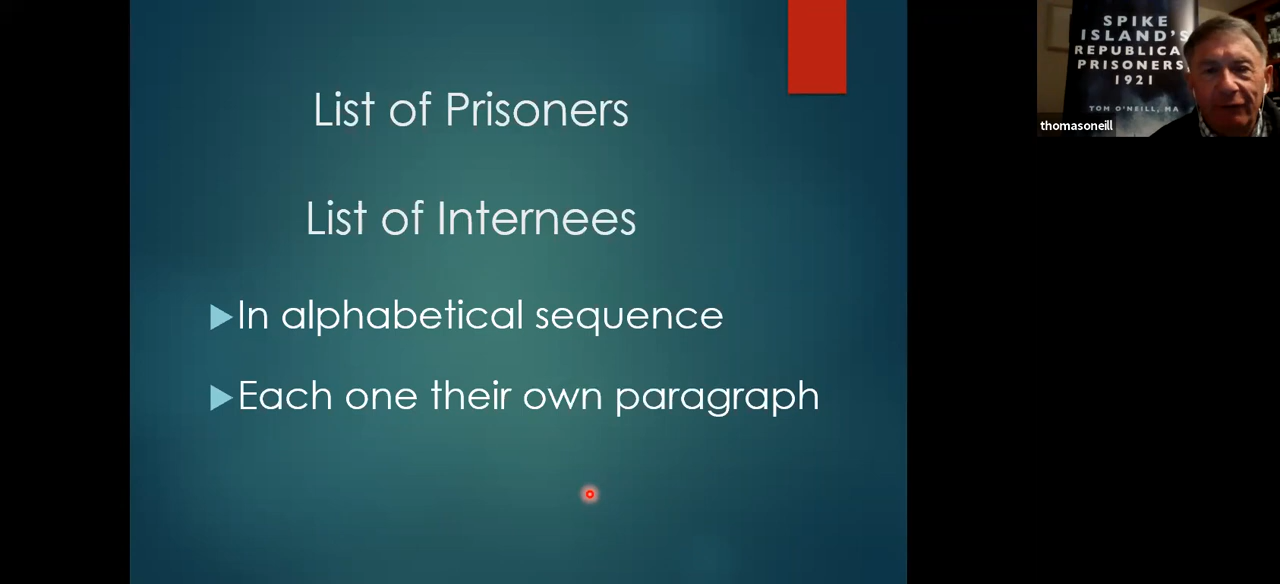 List of Prisoners
List of Internees
In alphabetical sequence
Each one their own paragraph
SPIKE
ISLAND'S
REPUBLICA
PRISONERS
1921
TOM O'NEILL, MA
thomasoneill